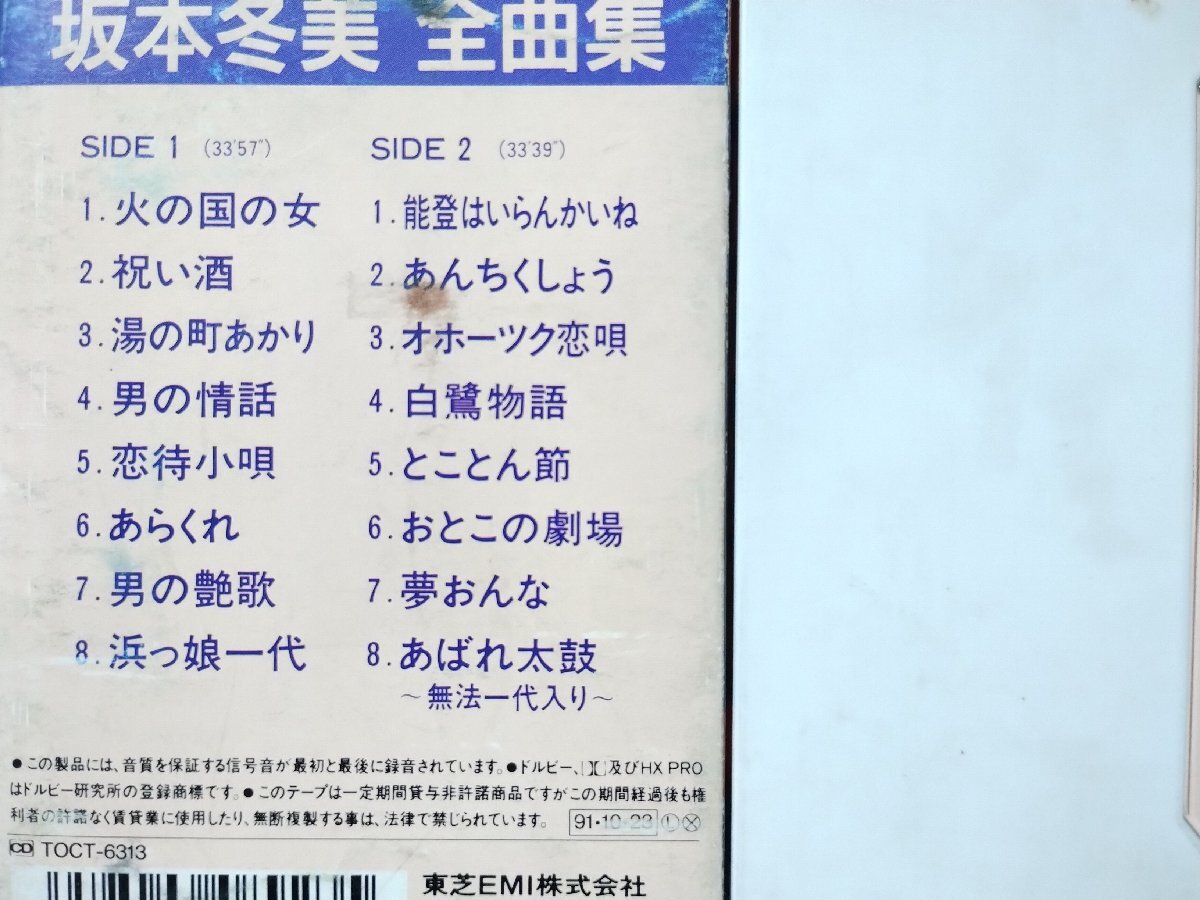 坂本冬美 全曲集
SIDE 1 (33'57")
1.火の国の女
2.祝い酒
3.湯の町あかり
4.男の情話
5.恋待小唄
6.あらくれ
7.男の艶歌
8.浜っ娘一代
SIDE 2 (33'39")
1.能登はいらんかいね
2.あんちくしょう
3.オホーツク恋唄
4.白鷺物語
5.とことん節
6.おとこの劇場
7.夢おんな
8.あばれ太鼓
～無法一代入り～
●この製品には、音質を保証する信号音が最初と最後に録音されています。●ドルビー、及びHX PRO
はドルビー研究所の登録商標です。●このテープは一定期間貸与非許諾商品ですがこの期間経過後も権
利者の許諾なく賃貸業に使用したり、無断複製する事は、法律で禁じられています。 91・10・23 Ⓛ Ⓧ
CD TOCT-6313
東芝EMI株式会社